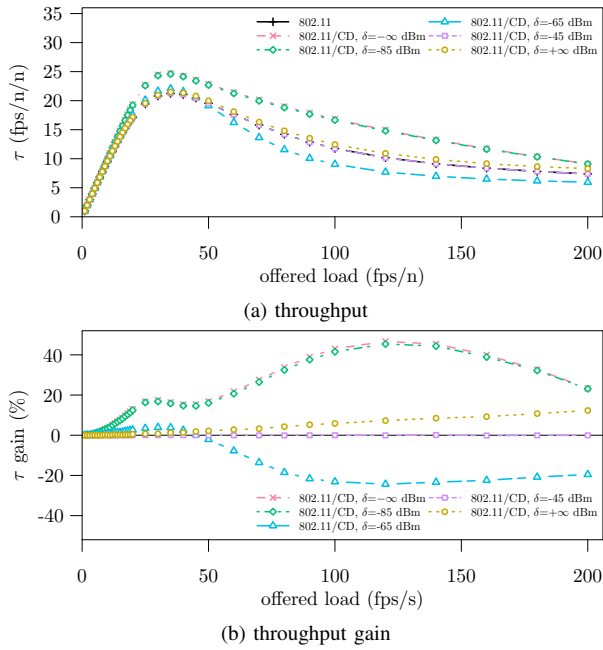 35
30
25
20
15
10
5
0
τ (fps/n/n)
802.11
802.11/CD, δ=−∞ dBm
802.11/CD, δ=-85 dBm
802.11/CD, δ=-65 dBm
802.11/CD, δ=-45 dBm
802.11/CD, δ=+∞ dBm
0 50 100 150 200
offered load (fps/n)
(a) throughput
40
20
0
-20
-40
τ gain (%)
802.11/CD, δ=−∞ dBm
802.11/CD, δ=-85 dBm
802.11/CD, δ=-65 dBm
802.11/CD, δ=-45 dBm
802.11/CD, δ=+∞ dBm
0 50 100 150 200
offered load (fps/s)
(b) throughput gain